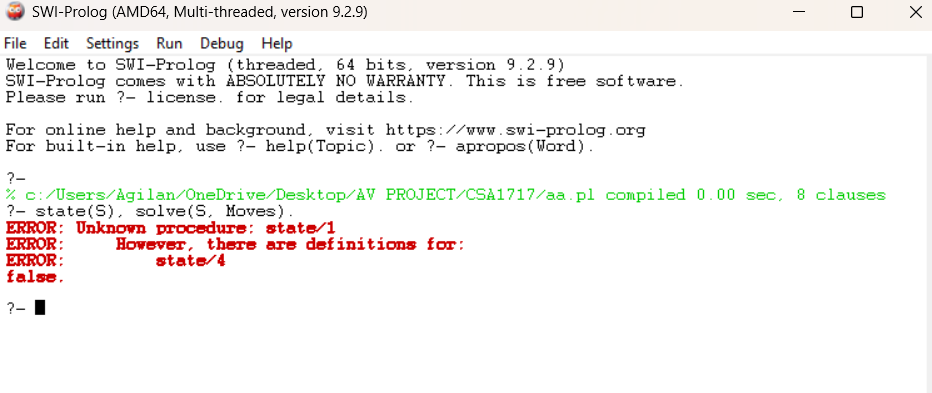 SWI-Prolog (AMD64, Multi-threaded, version 9.2.9)
File Edit Settings Run Debug Help
Welcome to SWI-Prolog (threaded, 64 bits, version 9.2.9)
SWI-Prolog comes with ABSOLUTELY NO WARRANTY. This is free software.
Please run ?- license. for legal details.
For online help and background, visit https://www.swi-prolog.org
For built-in help, use ?- help(Topic). or ?- apropos(Word).
?-
% c:/Users/Agilan/OneDrive/Desktop/AV PROJECT/CSA1717/aa.pl compiled 0.00 sec, 8 clauses
?- state(S), solve(S, Moves).
ERROR: Unknown procedure: state/1
ERROR:     However, there are definitions for:
ERROR:         state/4
false.
?-